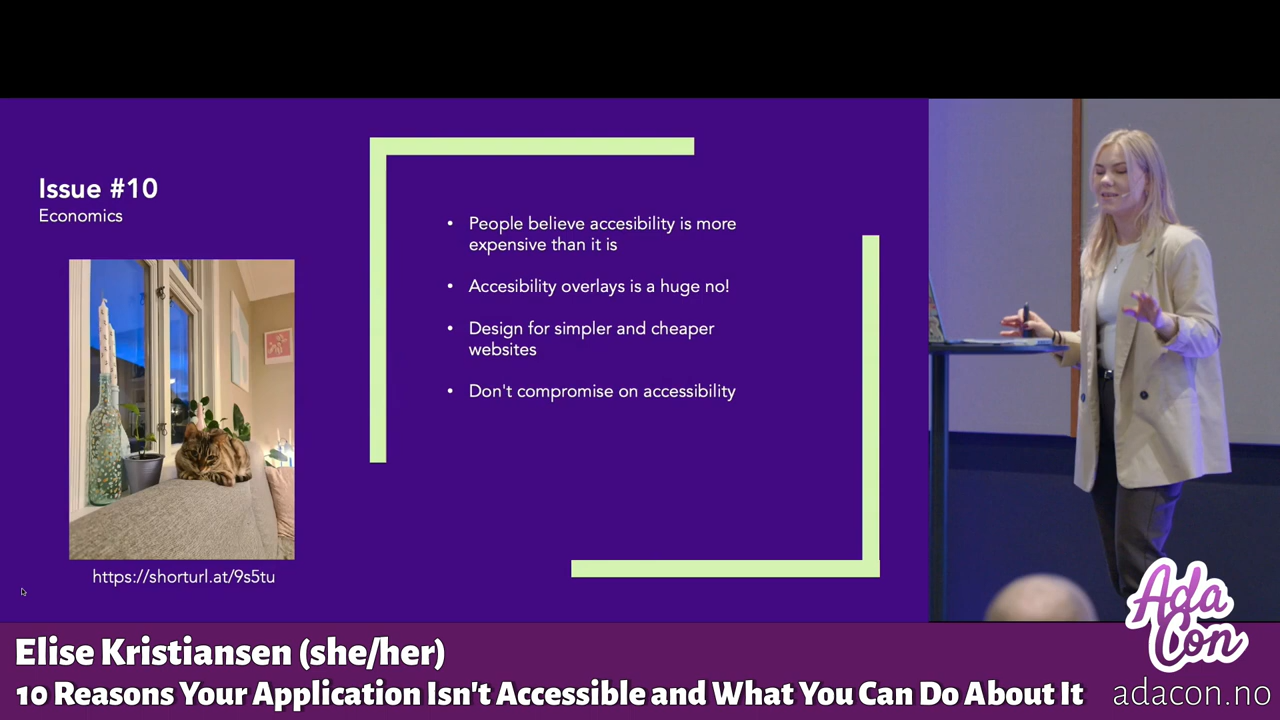 Issue #10
Economics
• People believe accesibility is more
expensive than it is
• Accesibility overlays is a huge no!
• Design for simpler and cheaper
websites
• Don't compromise on accessibility
https://shorturl.at/9s5tu
Elise Kristiansen (she/her)
10 Reasons Your Application Isn't Accessible and What You Can Do About It
Ada
Con
adacon.no